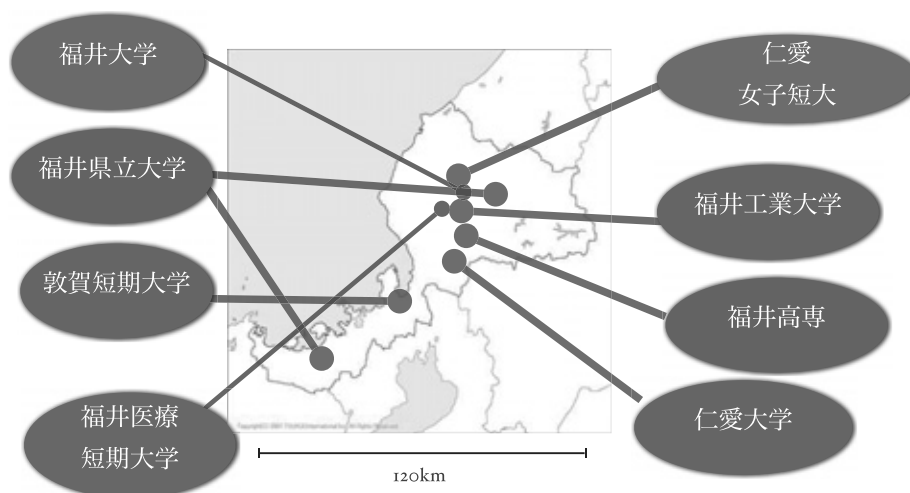 福井大学
福井県立大学
敦賀短期大学
福井医療
短期大学
仁愛
女子短大
福井工業大学
福井高専
仁愛大学
120km